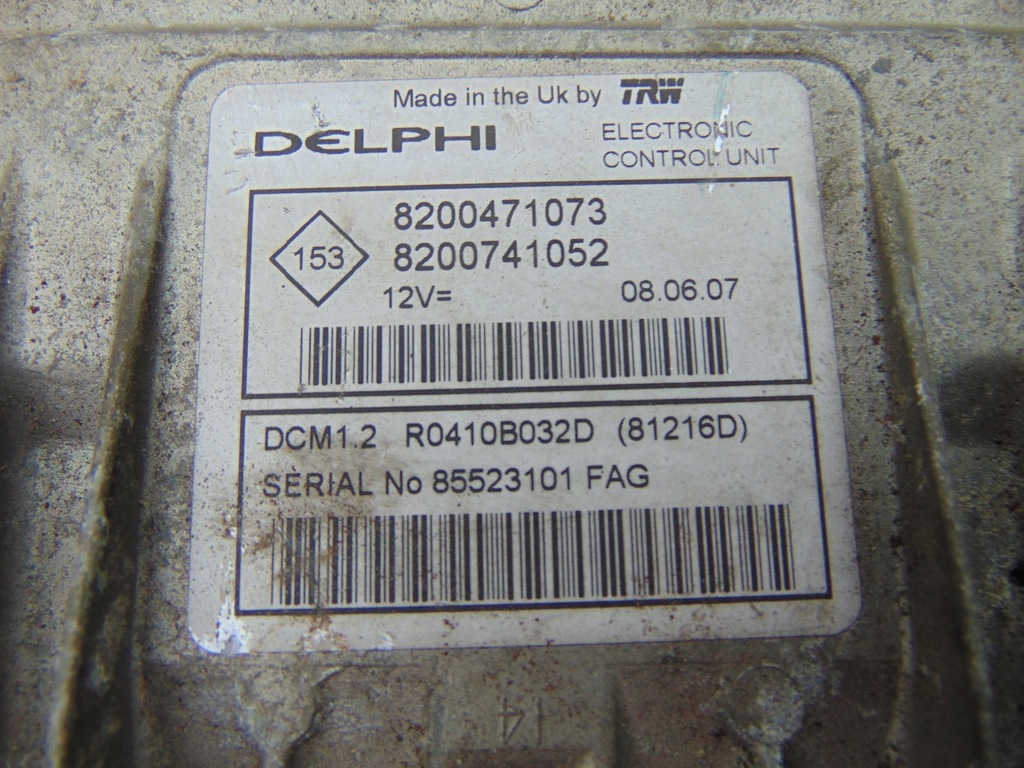 Made in the Uk by TRW
DELPHI ELECTRONIC
CONTROL UNIT
8200471073
153 8200741052
12V= 08.06.07
DCM1.2 R0410B032D (81216D)
SERIAL No 85523101 FAG
14